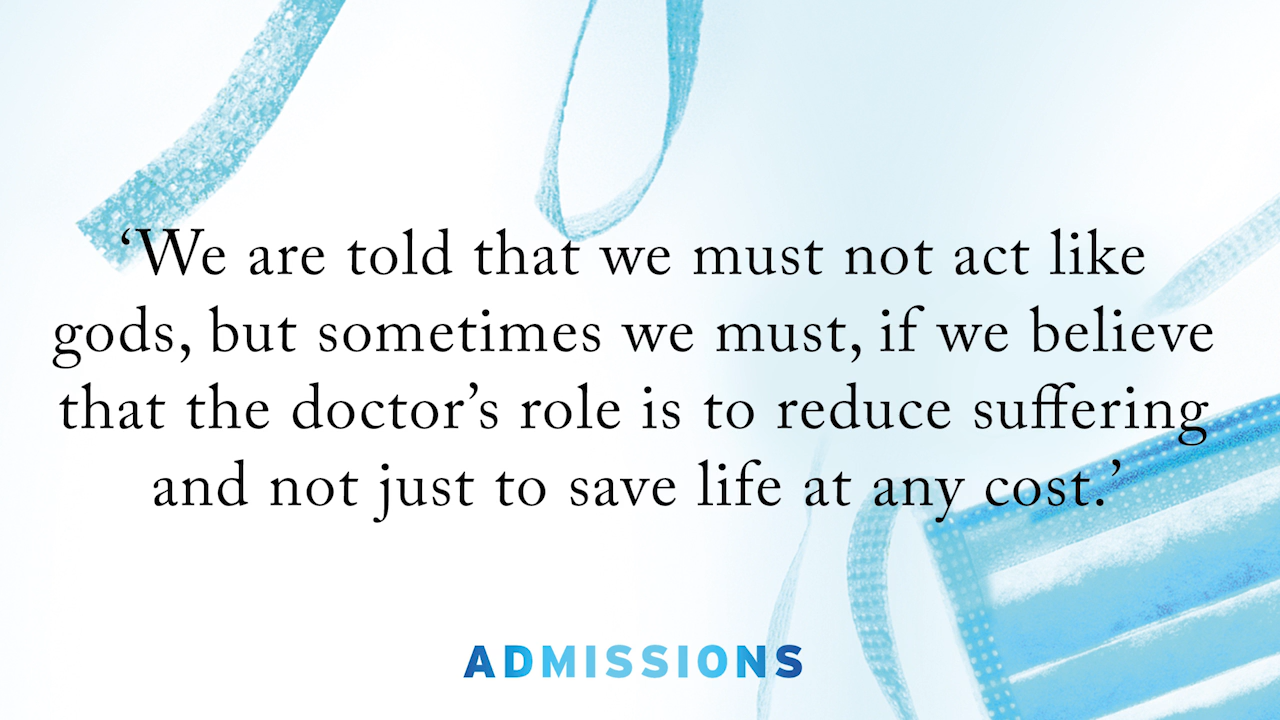 ‘We are told that we must not act like
gods, but sometimes we must, if we believe
that the doctor’s role is to reduce suffering
and not just to save life at any cost.’
ADMISSIONS